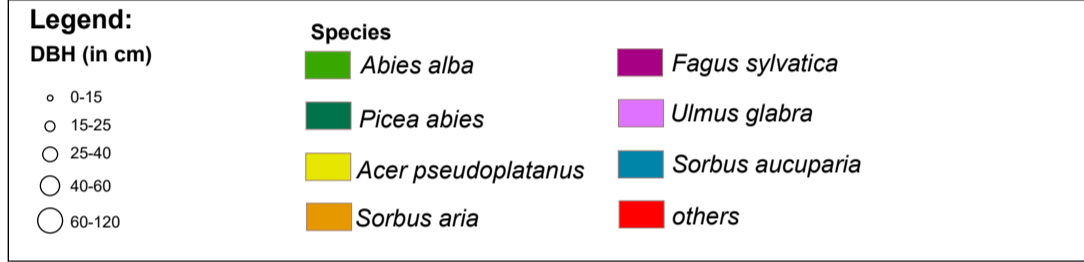 Legend:
DBH (in cm)
0-15
15-25
25-40
40-60
60-120
Species
Abies alba
Picea abies
Acer pseudoplatanus
Sorbus aria
Fagus sylvatica
Ulmus glabra
Sorbus aucuparia
others